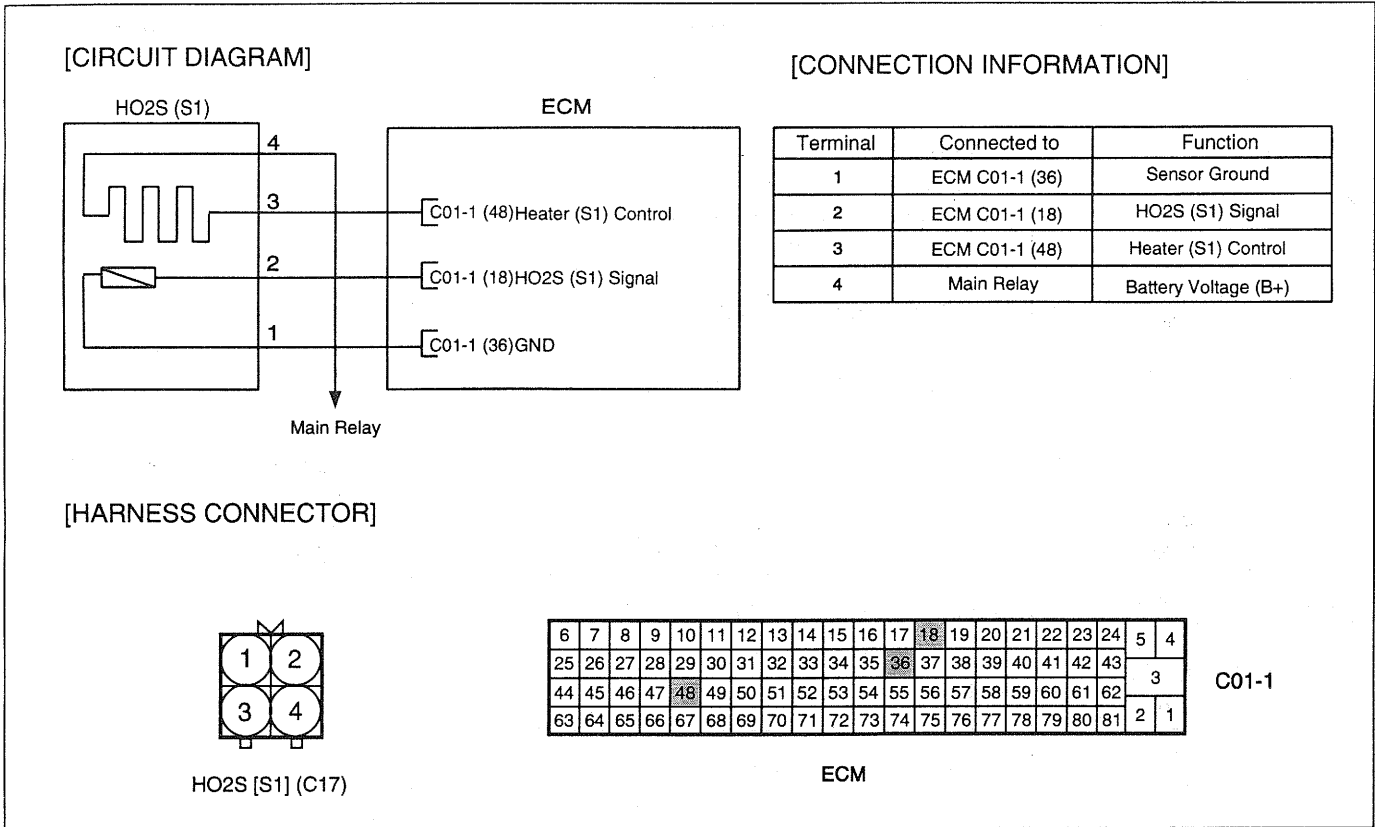 [CIRCUIT DIAGRAM]
HO2S (S1)
ECM
4
3
C01-1 (48)Heater (S1) Control
2
C01-1 (18)HO2S (S1) Signal
1
C01-1 (36)GND
Main Relay
[CONNECTION INFORMATION]
Terminal Connected to Function
1 ECM C01-1 (36) Sensor Ground
2 ECM C01-1 (18) HO2S (S1) Signal
3 ECM C01-1 (48) Heater (S1) Control
4 Main Relay Battery Voltage (B+)
[HARNESS CONNECTOR]
1 2
3 4
HO2S [S1] (C17)
6 7 8 9 10 11 12 13 14 15 16 17 18 19 20 21 22 23 24 5 4
25 26 27 28 29 30 31 32 33 34 35 36 37 38 39 40 41 42 43
3
44 45 46 47 48 49 50 51 52 53 54 55 56 57 58 59 60 61 62
63 64 65 66 67 68 69 70 71 72 73 74 75 76 77 78 79 80 81 2 1
C01-1
ECM